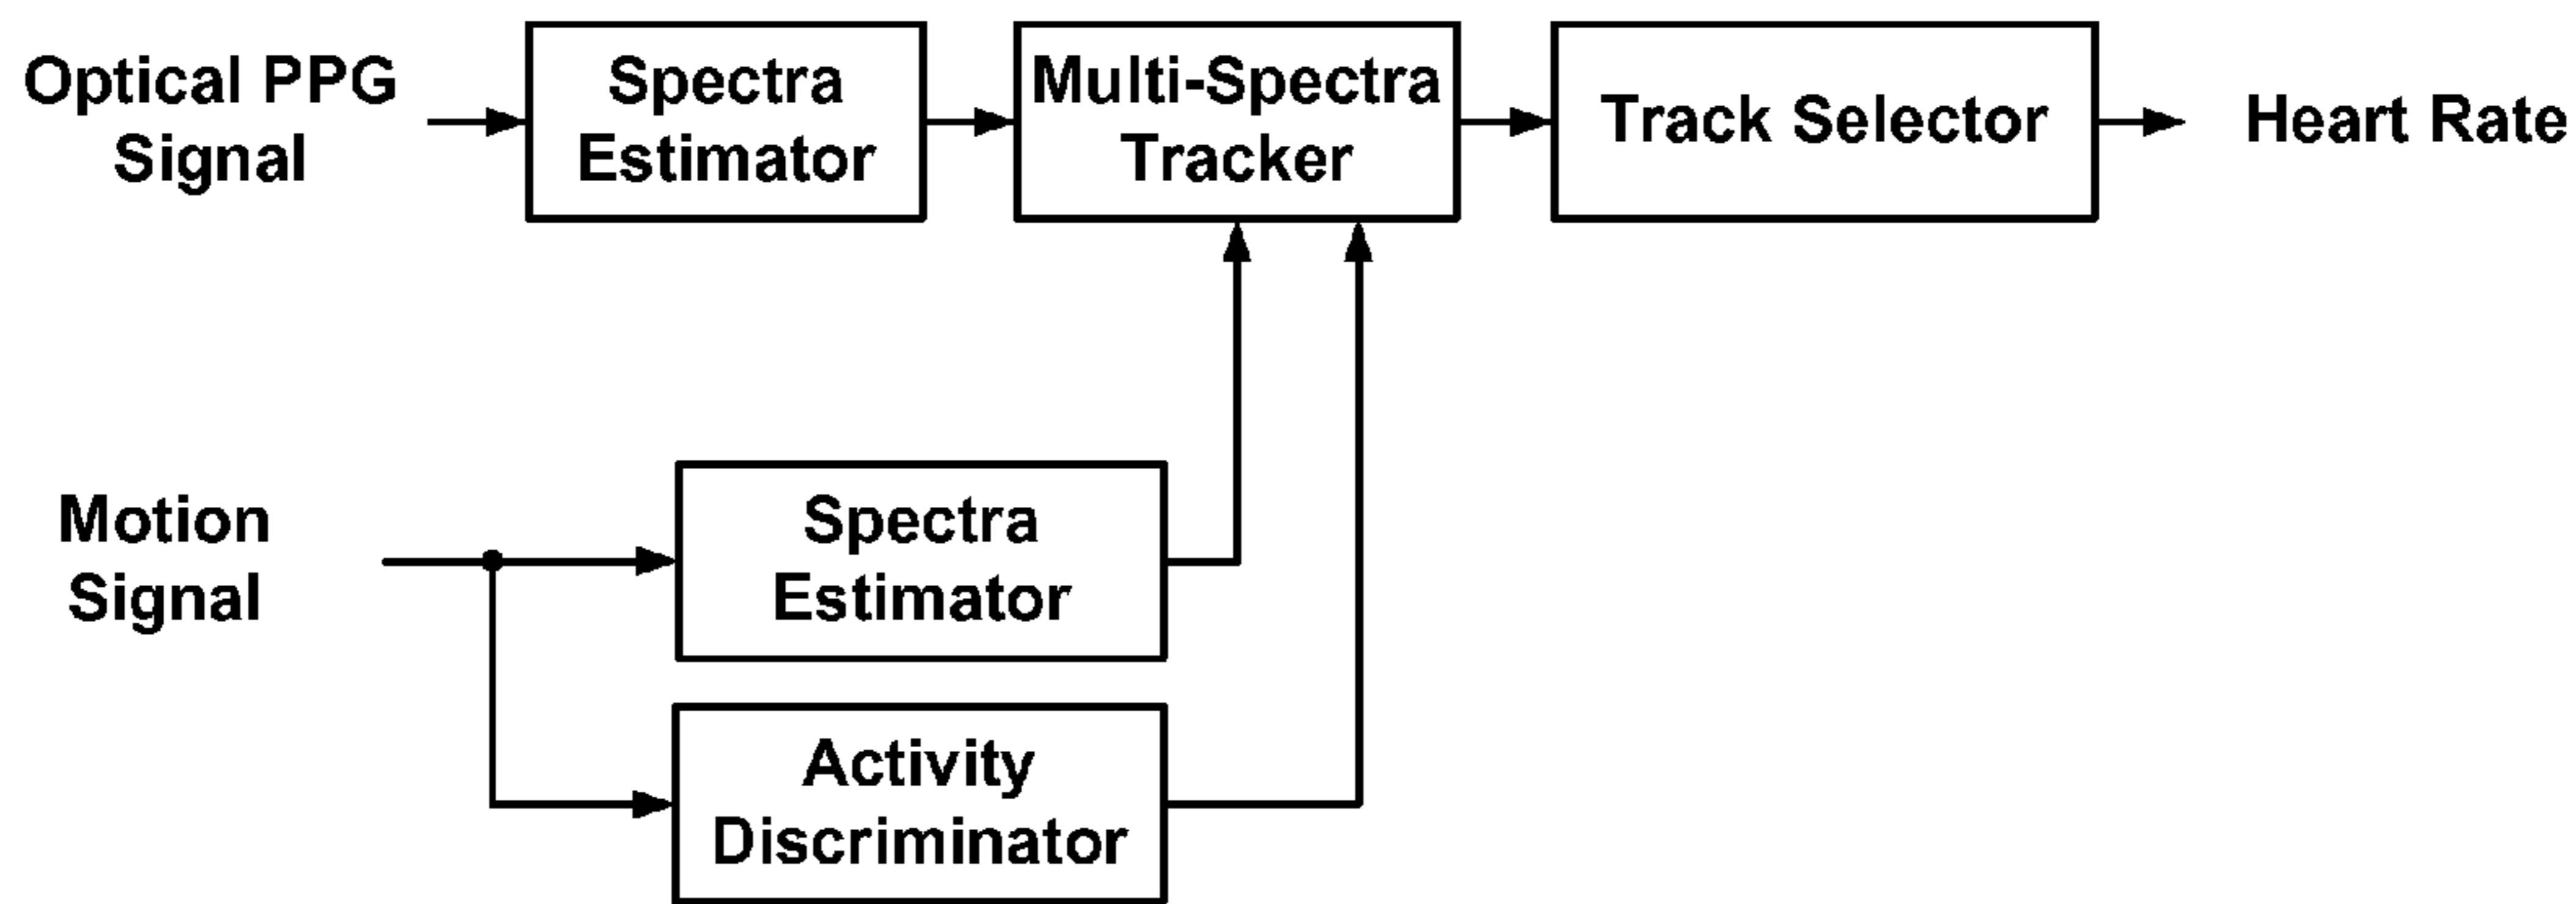 Optical PPG
Signal
Spectra
Estimator
Multi-Spectra
Tracker
Track Selector
Heart Rate
Motion
Signal
Spectra
Estimator
Activity
Discriminator